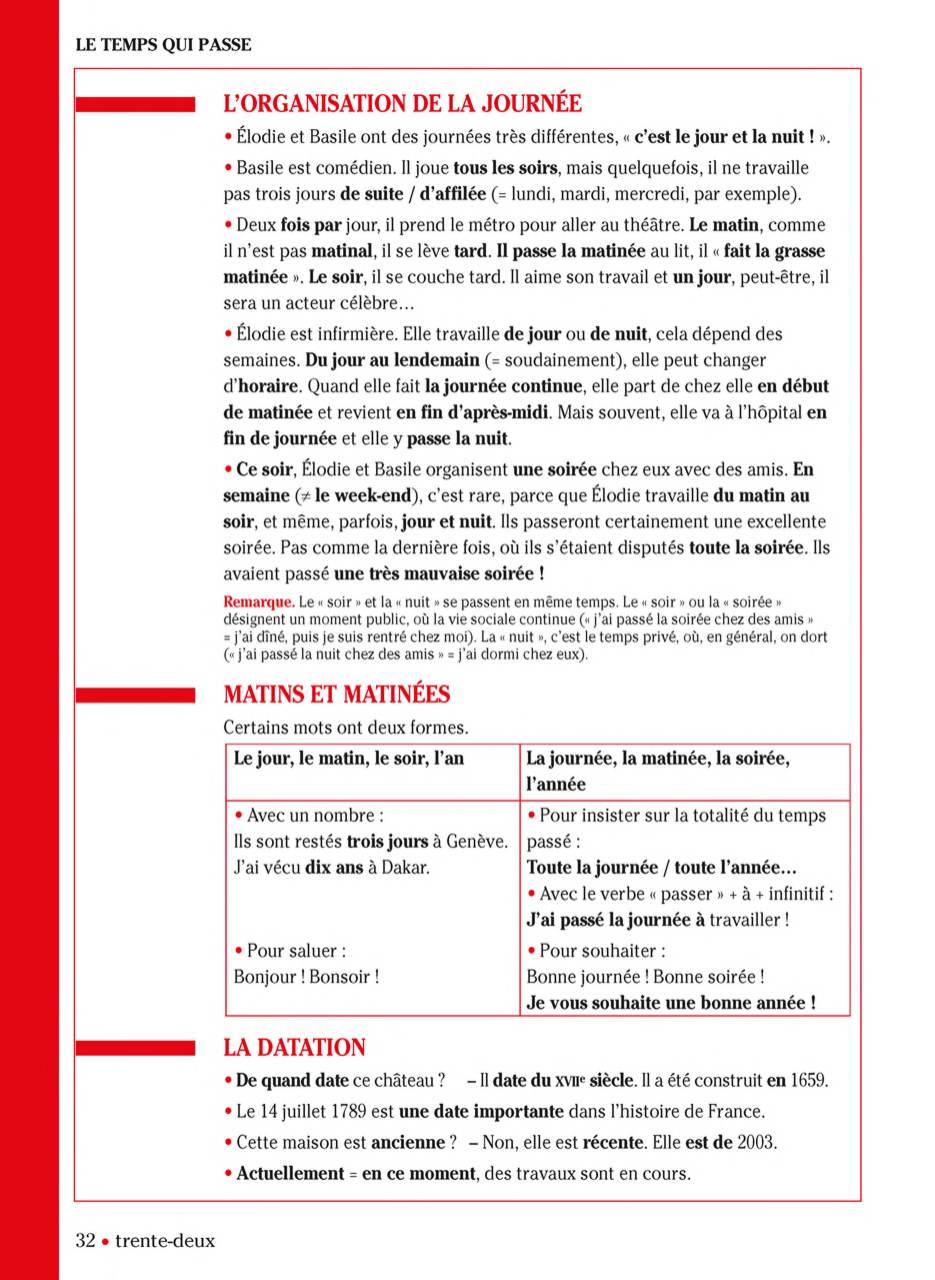 LE TEMPS QUI PASSE
L'ORGANISATION DE LA JOURNÉE
• Élodie et Basile ont des journées très différentes, « c'est le jour et la nuit ! ».
• Basile est comédien. Il joue tous les soirs, mais quelquefois, il ne travaille
pas trois jours de suite / d'affilée (= lundi, mardi, mercredi, par exemple).
• Deux fois par jour, il prend le métro pour aller au théâtre. Le matin, comme
il n'est pas matinal, il se lève tard. Il passe la matinée au lit, il « fait la grasse
matinée ». Le soir, il se couche tard. Il aime son travail et un jour, peut-être, il
sera un acteur célèbre…
• Élodie est infirmière. Elle travaille de jour ou de nuit, cela dépend des
semaines. Du jour au lendemain (= soudainement), elle peut changer
d'horaire. Quand elle fait la journée continue, elle part de chez elle en début
de matinée et revient en fin d'après-midi. Mais souvent, elle va à l'hôpital en
fin de journée et elle y passe la nuit.
• Ce soir, Élodie et Basile organisent une soirée chez eux avec des amis. En
semaine (≠ le week-end), c'est rare, parce que Élodie travaille du matin au
soir, et même, parfois, jour et nuit. Ils passeront certainement une excellente
soirée. Pas comme la dernière fois, où ils s'étaient disputés toute la soirée. Ils
avaient passé une très mauvaise soirée !
Remarque. Le « soir » et la « nuit » se passent en même temps. Le « soir » ou la « soirée »
désignent un moment public, où la vie sociale continue (« j'ai passé la soirée chez des amis »
= j'ai dîné, puis je suis rentré chez moi). La « nuit », c'est le temps privé, où, en général, on dort
(« j'ai passé la nuit chez des amis » = j'ai dormi chez eux).
MATINS ET MATINÉES
Certains mots ont deux formes.
Le jour, le matin, le soir, l'an
La journée, la matinée, la soirée,
l'année
• Avec un nombre :
Ils sont restés trois jours à Genève.
J'ai vécu dix ans à Dakar.
• Pour insister sur la totalité du temps
passé :
Toute la journée / toute l'année…
• Avec le verbe « passer » + à + infinitif :
J'ai passé la journée à travailler !
• Pour saluer :
Bonjour ! Bonsoir !
• Pour souhaiter :
Bonne journée ! Bonne soirée !
Je vous souhaite une bonne année !
LA DATATION
• De quand date ce château ? – Il date du XVIIe siècle. Il a été construit en 1659.
• Le 14 juillet 1789 est une date importante dans l'histoire de France.
• Cette maison est ancienne ? – Non, elle est récente. Elle est de 2003.
• Actuellement = en ce moment, des travaux sont en cours.
32 • trente-deux